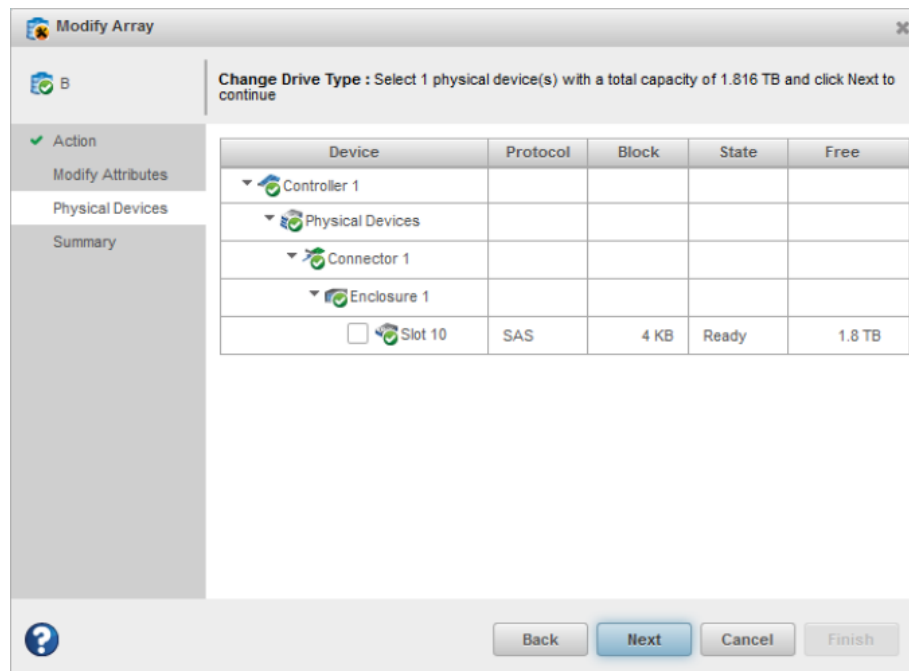 Modify Array
B
Change Drive Type : Select 1 physical device(s) with a total capacity of 1.816 TB and click Next to
continue
Action
Modify Attributes
Physical Devices
Summary
Device Protocol Block State Free
Controller 1
Physical Devices
Connector 1
Enclosure 1
Slot 10 SAS 4 KB Ready 1.8 TB
? Back Next Cancel Finish